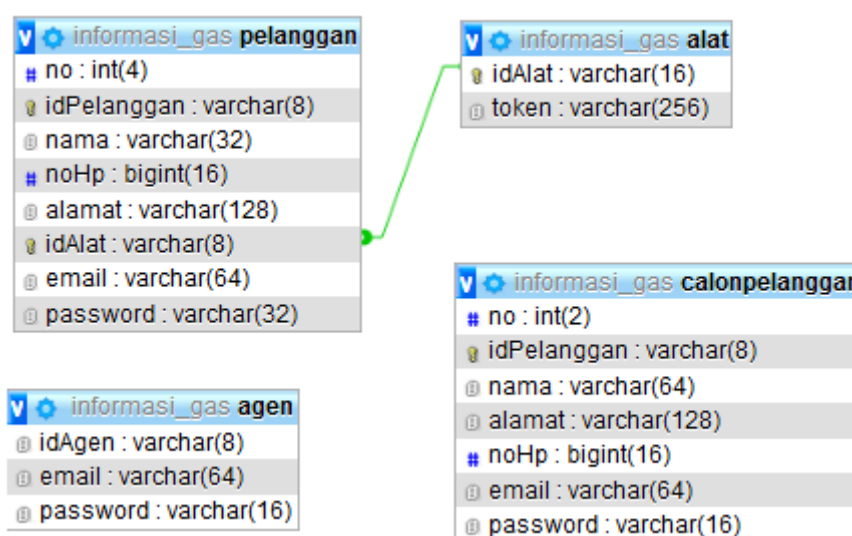 informasi_gas pelanggan
no : int(4)
idPelanggan : varchar(8)
nama : varchar(32)
noHp : bigint(16)
alamat : varchar(128)
idAlat : varchar(8)
email : varchar(64)
password : varchar(32)
informasi_gas alat
idAlat : varchar(16)
token : varchar(256)
informasi_gas agen
idAgen : varchar(8)
email : varchar(64)
password : varchar(16)
informasi_gas calonpelanggan
no : int(2)
idPelanggan : varchar(8)
nama : varchar(64)
alamat : varchar(128)
noHp : bigint(16)
email : varchar(64)
password : varchar(16)